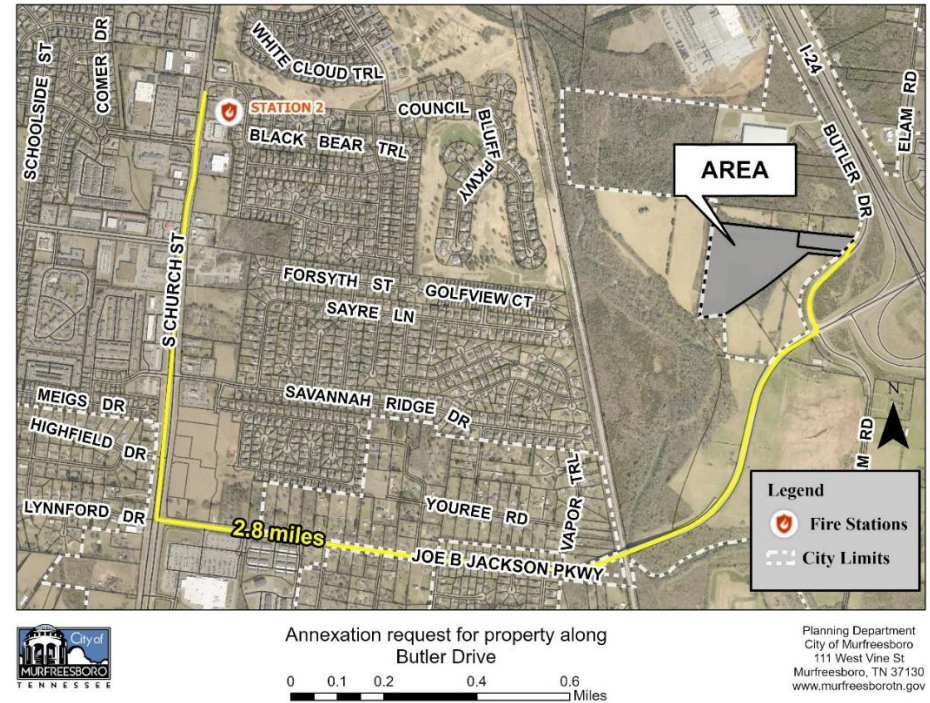 SCHOOLSIDE ST
COMER DR
WHITE CLOUD TRL
STATION 2
COUNCIL BLUFF PKWY
BLACK BEAR TRL
I-24
BUTLER DR
ELAM RD
AREA
S CHURCH ST
FORSYTH ST
GOLFVIEW CT
SAYRE LN
MEIGS DR
SAVANNAH RIDGE DR
HIGHFIELD DR
LYNNFORD DR
YOUREE RD
VAPOR TRL
2.8 miles
JOE B JACKSON PKWY
M RD
N
Legend
Fire Stations
City Limits
City of
MURFREESBORO
TENNESSEE
Annexation request for property along
Butler Drive
0 0.1 0.2 0.4 0.6
Miles
Planning Department
City of Murfreesboro
111 West Vine St
Murfreesboro, TN 37130
www.murfreesborotn.gov